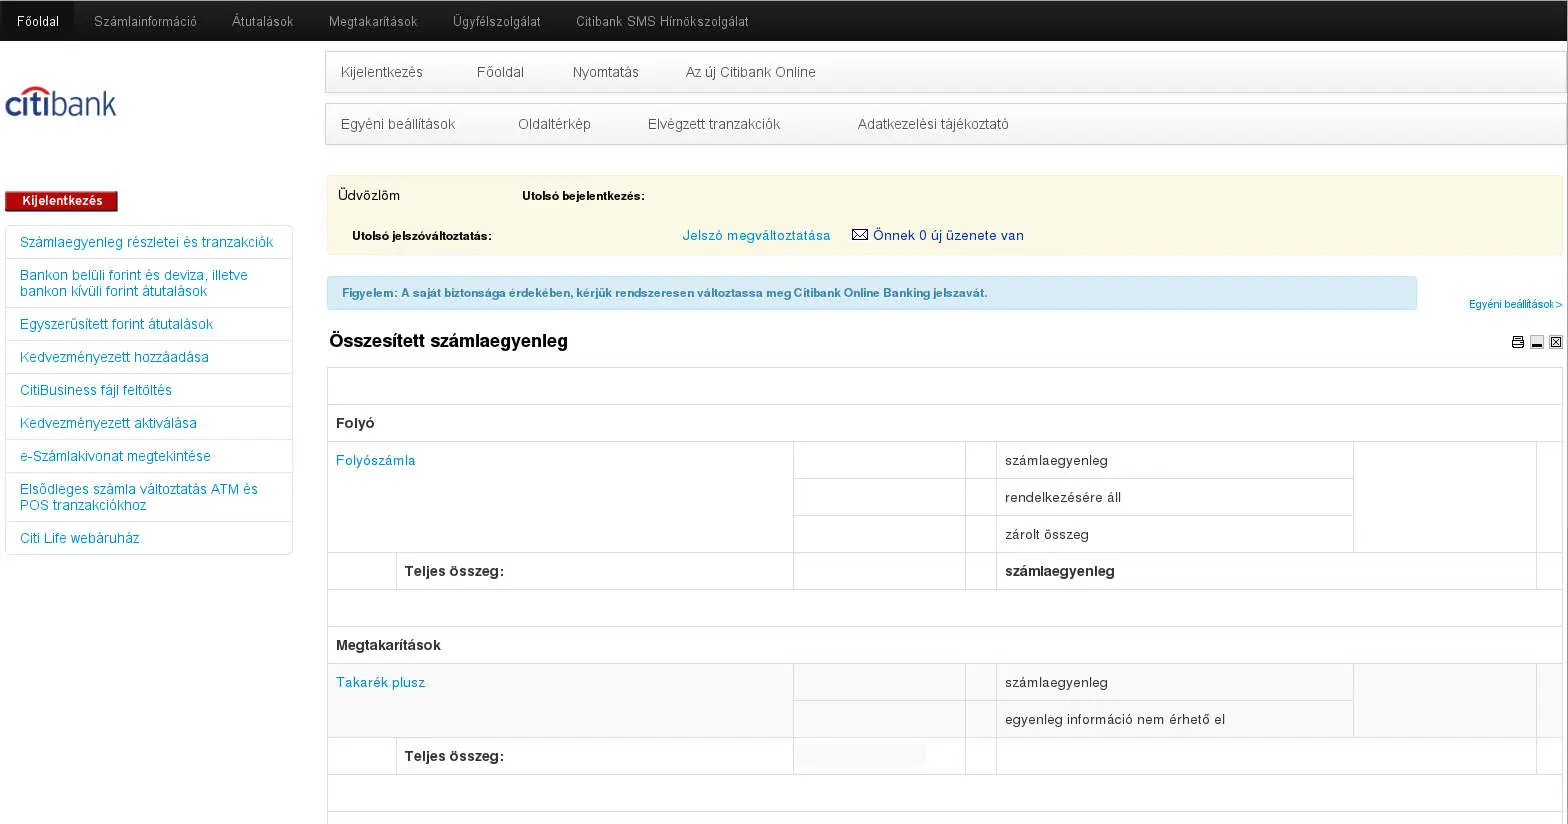 Főoldal Számlainformáció Átutalások Megtakarítások Ügyfélszolgálat Citibank SMS Hírnökszolgálat
Kijelentkezés Főoldal Nyomtatás Az új Citibank Online
citibank
Egyéni beállítások Oldaltérkép Elvégzett tranzakciók Adatkezelési tájékoztató
Kijelentkezés
Számlaegyenleg részletei és tranzakciók
Bankon belüli forint és deviza, illetve
bankon kívüli forint átutalások
Egyszerűsített forint átutalások
Kedvezményezett hozzáadása
CitiBusiness fájl feltöltés
Kedvezményezett aktiválása
e-Számlakivonat megtekintése
Elsődleges számla változtatás ATM és
POS tranzakciókhoz
Citi Life webáruház
Üdvözlöm Utolsó bejelentkezés:
Utolsó jelszóváltoztatás: Jelszó megváltoztatása Önnek 0 új üzenete van
Figyelem: A saját biztonsága érdekében, kérjük rendszeresen változtassa meg Citibank Online Banking jelszavát.
Egyéni beállítások>
Összesített számlaegyenleg
Folyó
Folyószámla számlaegyenleg
rendelkezésére áll
zárolt összeg
Teljes összeg: számlaegyenleg
Megtakarítások
Takarék plusz számlaegyenleg
egyenleg információ nem érhető el
Teljes összeg: